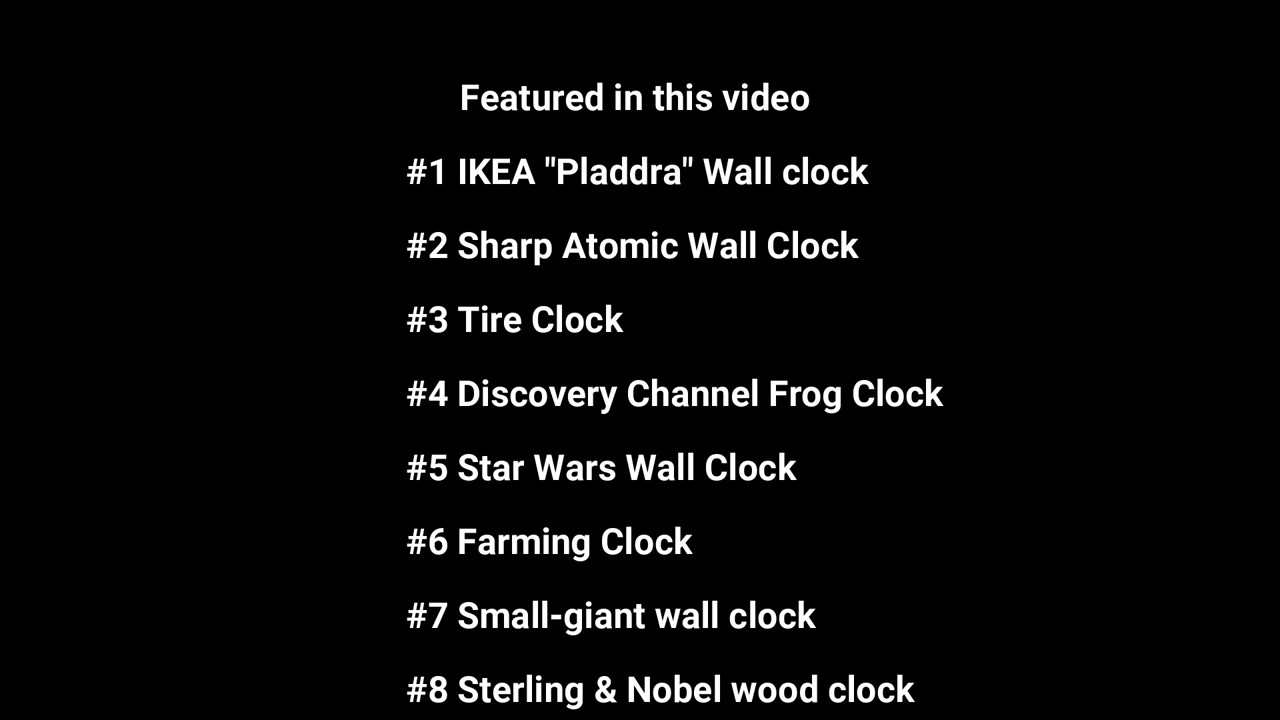 Featured in this video
#1 IKEA "Pladdra" Wall clock
#2 Sharp Atomic Wall Clock
#3 Tire Clock
#4 Discovery Channel Frog Clock
#5 Star Wars Wall Clock
#6 Farming Clock
#7 Small-giant wall clock
#8 Sterling & Nobel wood clock